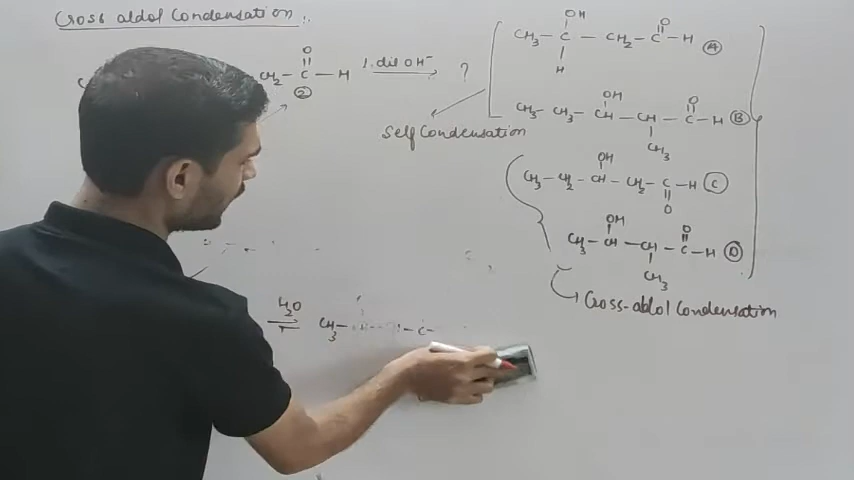 Cross aldol Condensation
CH2 – C – H 1. dil OH⁻ ?
O
②
OH
CH3 – C – CH2 – C – H Ⓐ
O
H
Self Condensation
OH
CH3 – CH3 – CH – CH – C – H Ⓑ
O
CH3
OH
CH3 – CH2 – CH – CH2 – C – H Ⓒ
O
OH
CH3 – CH – CH – C – H Ⓓ
O
CH3
Cross-aldol Condensation
H2O
CH3 –